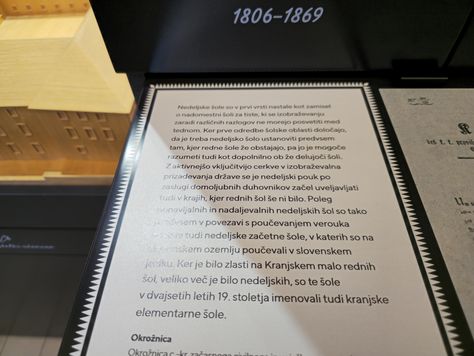 1806–1869
Nedeljske šole so v prvi vrsti nastale kot zamisel
o nadomestni šoli za tiste, ki se izobraževanju
zaradi različnih razlogov ne morejo posvetiti med
tednom. Ker prve odredbe šolske oblasti določajo,
da je treba nedeljsko šolo ustanoviti predvsem
tam, kjer redne šole že obstajajo, pa jo je mogoče
razumeti tudi kot dopolnilno ob že delujoči šoli.
Z aktivnejšo vključitvijo cerkve v izobraževalna
prizadevanja države se je nedeljski pouk po
zaslugi domoljubnih duhovnikov začel uveljavljati
tudi v krajih, kjer rednih šol še ni bilo. Poleg
ponavljalnih in nadaljevalnih nedeljskih šol so tako
predvsem v povezavi s poučevanjem verouka
tudi nedeljske začetne šole, v katerih so na
ozemlju poučevali v slovenskem
jeziku. Ker je bilo zlasti na Kranjskem malo rednih
šol, veliko več je bilo nedeljskih, so te šole
v dvajsetih letih 19. stoletja imenovali tudi kranjske
elementarne šole.
Okrožnica